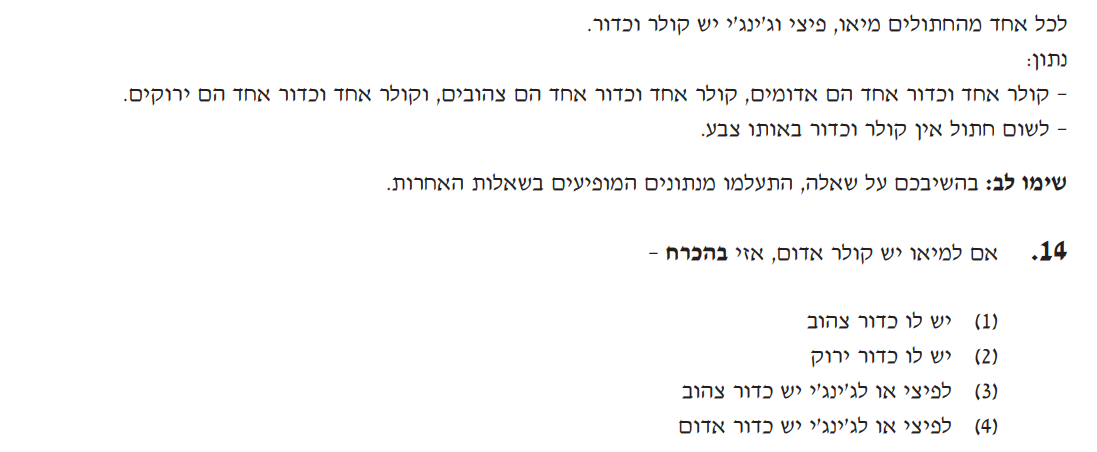 לכל אחד מהחתולים מיאו, פיצי וג'ינג'י יש קולר וכדור.
נתון:
– קולר אחד וכדור אחד הם אדומים, קולר אחד וכדור אחד הם צהובים, וקולר אחד וכדור אחד הם ירוקים.
– לשום חתול אין קולר וכדור באותו צבע.
שימו לב: בהשיבכם על שאלה, התעלמו מנתונים המופיעים בשאלות האחרות.
14. אם למיאו יש קולר אדום, אזי בהכרח –
(1) יש לו כדור צהוב
(2) יש לו כדור ירוק
(3) לפיצי או לג'ינג'י יש כדור צהוב
(4) לפיצי או לג'ינג'י יש כדור אדום